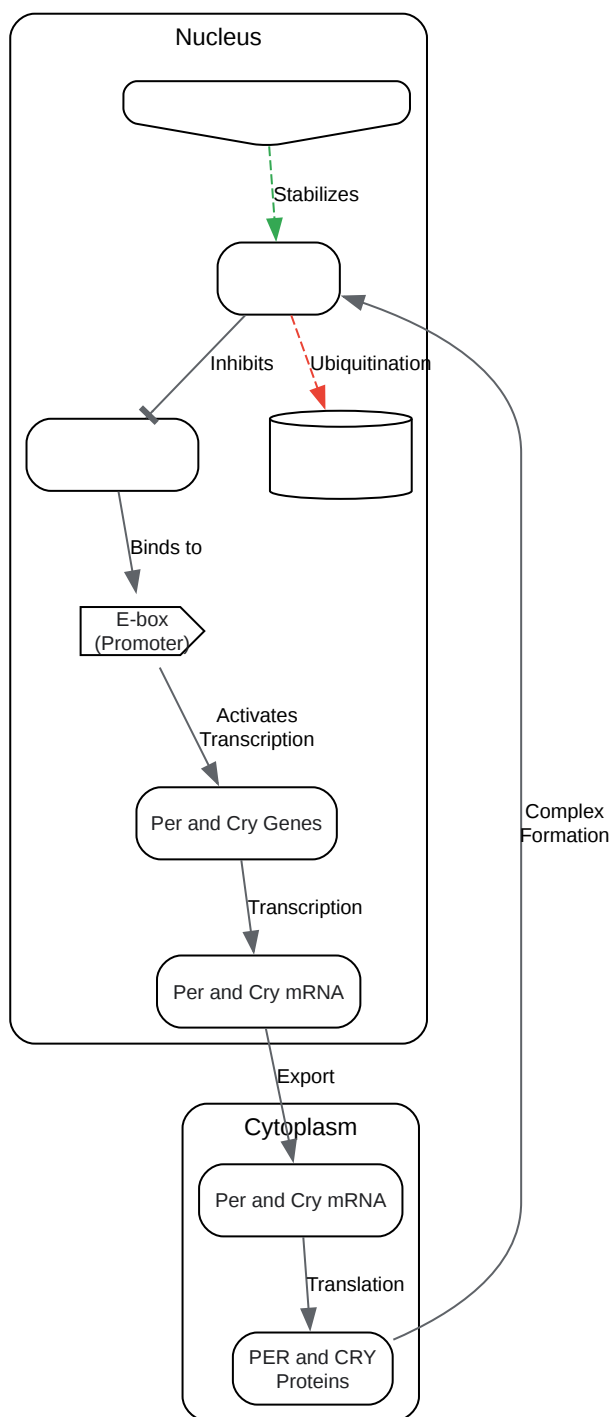 Nucleus
Stabilizes
Inhibits
Ubiquitination
Binds to
E-box
(Promoter)
Activates
Transcription
Per and Cry Genes
Complex
Formation
Transcription
Per and Cry mRNA
Export
Cytoplasm
Per and Cry mRNA
Translation
PER and CRY
Proteins